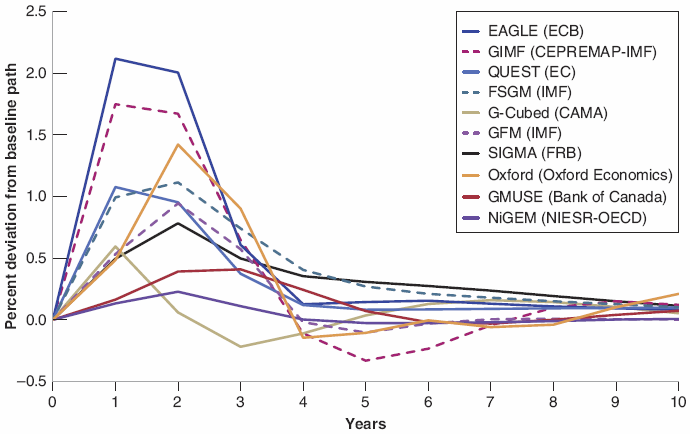 Percent deviation from baseline path
2.5
2.0
1.5
1.0
0.5
0.0
–0.5
EAGLE (ECB)
GIMF (CEPREMAP-IMF)
QUEST (EC)
FSGM (IMF)
G-Cubed (CAMA)
GFM (IMF)
SIGMA (FRB)
Oxford (Oxford Economics)
GMUSE (Bank of Canada)
NiGEM (NIESR-OECD)
0 1 2 3 4 5 6 7 8 9 10
Years